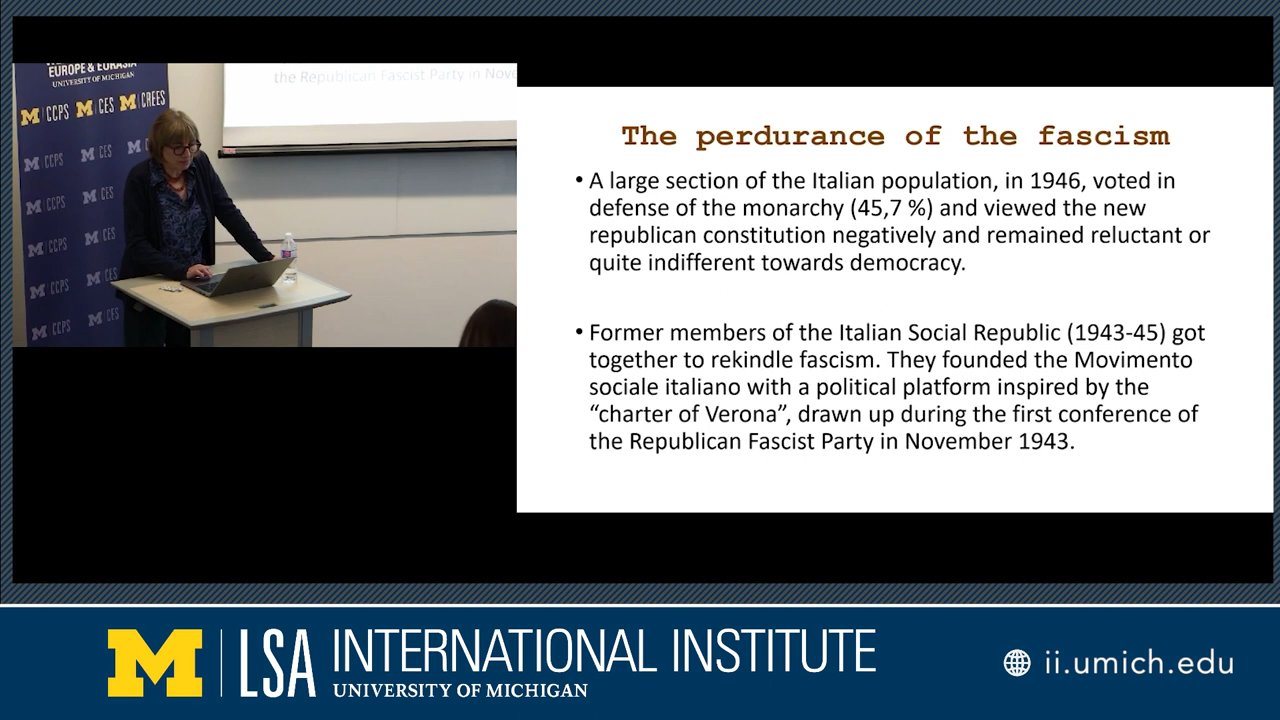 EUROPE & EURASIA
UNIVERSITY OF MICHIGAN
M CCPS M CES M CREES
M CCPS M CES M
M CCPS M CES
M CCPS M CES
M CCPS M CES
M CCPS M CES
the Republican Fascist Party in Nove
The perdurance of the fascism
• A large section of the Italian population, in 1946, voted in
defense of the monarchy (45,7 %) and viewed the new
republican constitution negatively and remained reluctant or
quite indifferent towards democracy.
• Former members of the Italian Social Republic (1943-45) got
together to rekindle fascism. They founded the Movimento
sociale italiano with a political platform inspired by the
“charter of Verona”, drawn up during the first conference of
the Republican Fascist Party in November 1943.
M LSA INTERNATIONAL INSTITUTE
UNIVERSITY OF MICHIGAN
ii.umich.edu